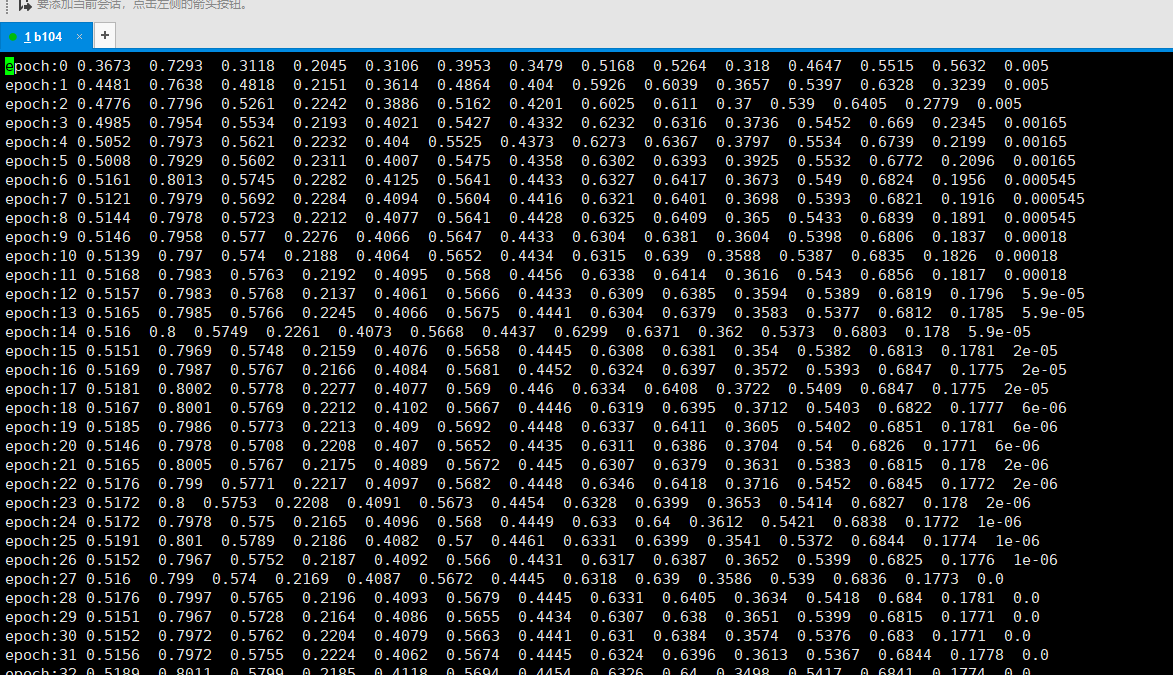 要添加当前会话，点击左侧的箭头按钮。
1 b104 × +
epoch:0 0.3673 0.7293 0.3118 0.2045 0.3106 0.3953 0.3479 0.5168 0.5264 0.318 0.4647 0.5515 0.5632 0.005
epoch:1 0.4481 0.7638 0.4818 0.2151 0.3614 0.4864 0.404 0.5926 0.6039 0.3657 0.5397 0.6328 0.3239 0.005
epoch:2 0.4776 0.7796 0.5261 0.2242 0.3886 0.5162 0.4201 0.6025 0.611 0.37 0.539 0.6405 0.2779 0.005
epoch:3 0.4985 0.7954 0.5534 0.2193 0.4021 0.5427 0.4332 0.6232 0.6316 0.3736 0.5452 0.669 0.2345 0.00165
epoch:4 0.5052 0.7973 0.5621 0.2232 0.404 0.5525 0.4373 0.6273 0.6367 0.3797 0.5534 0.6739 0.2199 0.00165
epoch:5 0.5008 0.7929 0.5602 0.2311 0.4007 0.5475 0.4358 0.6302 0.6393 0.3925 0.5532 0.6772 0.2096 0.00165
epoch:6 0.5161 0.8013 0.5745 0.2282 0.4125 0.5641 0.4433 0.6327 0.6417 0.3673 0.549 0.6824 0.1956 0.000545
epoch:7 0.5121 0.7979 0.5692 0.2284 0.4094 0.5604 0.4416 0.6321 0.6401 0.3698 0.5393 0.6821 0.1916 0.000545
epoch:8 0.5144 0.7978 0.5723 0.2212 0.4077 0.5641 0.4428 0.6325 0.6409 0.365 0.5433 0.6839 0.1891 0.000545
epoch:9 0.5146 0.7958 0.577 0.2276 0.4066 0.5647 0.4433 0.6304 0.6381 0.3604 0.5398 0.6806 0.1837 0.00018
epoch:10 0.5139 0.797 0.574 0.2188 0.4064 0.5652 0.4434 0.6315 0.639 0.3588 0.5387 0.6835 0.1826 0.00018
epoch:11 0.5168 0.7983 0.5763 0.2192 0.4095 0.568 0.4456 0.6338 0.6414 0.3616 0.543 0.6856 0.1817 0.00018
epoch:12 0.5157 0.7983 0.5768 0.2137 0.4061 0.5666 0.4433 0.6309 0.6385 0.3594 0.5389 0.6819 0.1796 5.9e-05
epoch:13 0.5165 0.7985 0.5766 0.2245 0.4066 0.5675 0.4441 0.6304 0.6379 0.3583 0.5377 0.6812 0.1785 5.9e-05
epoch:14 0.516 0.8 0.5749 0.2261 0.4073 0.5668 0.4437 0.6299 0.6371 0.362 0.5373 0.6803 0.178 5.9e-05
epoch:15 0.5151 0.7969 0.5748 0.2159 0.4076 0.5658 0.4445 0.6308 0.6381 0.354 0.5382 0.6813 0.1781 2e-05
epoch:16 0.5169 0.7987 0.5767 0.2166 0.4084 0.5681 0.4452 0.6324 0.6397 0.3572 0.5393 0.6847 0.1775 2e-05
epoch:17 0.5181 0.8002 0.5778 0.2277 0.4077 0.569 0.446 0.6334 0.6408 0.3722 0.5409 0.6847 0.1775 2e-05
epoch:18 0.5167 0.8001 0.5769 0.2212 0.4102 0.5667 0.4446 0.6319 0.6395 0.3712 0.5403 0.6822 0.1777 6e-06
epoch:19 0.5185 0.7986 0.5773 0.2213 0.409 0.5692 0.4448 0.6337 0.6411 0.3605 0.5402 0.6851 0.1781 6e-06
epoch:20 0.5146 0.7978 0.5708 0.2208 0.407 0.5652 0.4435 0.6311 0.6386 0.3704 0.54 0.6826 0.1771 6e-06
epoch:21 0.5165 0.8005 0.5767 0.2175 0.4089 0.5672 0.445 0.6307 0.6379 0.3631 0.5383 0.6815 0.178 2e-06
epoch:22 0.5176 0.799 0.5771 0.2217 0.4097 0.5682 0.4448 0.6346 0.6418 0.3716 0.5452 0.6845 0.1772 2e-06
epoch:23 0.5172 0.8 0.5753 0.2208 0.4091 0.5673 0.4454 0.6328 0.6399 0.3653 0.5414 0.6827 0.178 2e-06
epoch:24 0.5172 0.7978 0.575 0.2165 0.4096 0.568 0.4449 0.633 0.64 0.3612 0.5421 0.6838 0.1772 1e-06
epoch:25 0.5191 0.801 0.5789 0.2186 0.4082 0.57 0.4461 0.6331 0.6399 0.3541 0.5372 0.6844 0.1774 1e-06
epoch:26 0.5152 0.7967 0.5752 0.2187 0.4092 0.566 0.4431 0.6317 0.6387 0.3652 0.5399 0.6825 0.1776 1e-06
epoch:27 0.516 0.799 0.574 0.2169 0.4087 0.5672 0.4445 0.6318 0.639 0.3586 0.539 0.6836 0.1773 0.0
epoch:28 0.5176 0.7997 0.5765 0.2196 0.4093 0.5679 0.4445 0.6331 0.6405 0.3634 0.5418 0.684 0.1781 0.0
epoch:29 0.5151 0.7967 0.5728 0.2164 0.4086 0.5655 0.4434 0.6307 0.638 0.3651 0.5399 0.6815 0.1771 0.0
epoch:30 0.5152 0.7972 0.5762 0.2204 0.4079 0.5663 0.4441 0.631 0.6384 0.3574 0.5376 0.683 0.1771 0.0
epoch:31 0.5156 0.7972 0.5755 0.2224 0.4062 0.5674 0.4445 0.6324 0.6396 0.3613 0.5367 0.6844 0.1778 0.0
epoch:32 0.5189 0.8011 0.5799 0.2185 0.4118 0.5694 0.4454 0.6326 0.64 0.3498 0.5417 0.6841 0.1774 0.0